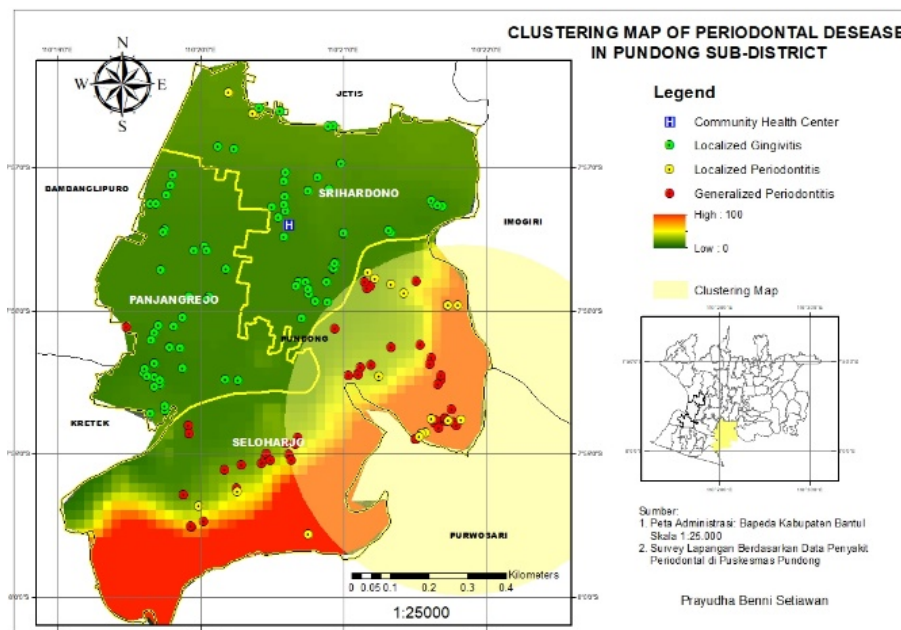 CLUSTERING MAP OF PERIODONTAL DESEASE
IN PUNDONG SUB-DISTRICT
Legend
H Community Health Center
Localized Gingivitis
Localized Periodontitis
Generalized Periodontitis
High : 100
Low : 0
Clustering Map
N
W E
S
JETIS
BAMBANGLIPURO
SRIHARDONO
H
IMOGIRI
PANJANGREJO
PUNDONG
KRETEK
SELOHARJO
PURWOSARI
Kilometers
0 0.05 0.1 0.2 0.3 0.4
1:25000
Sumber:
1. Peta Administrasi: Bapeda Kabupaten Bantul
Skala 1:25.000
2. Survey Lapangan Berdasarkan Data Penyakit
Periodontal di Puskesmas Pundong
Prayudha Benni Setiawan